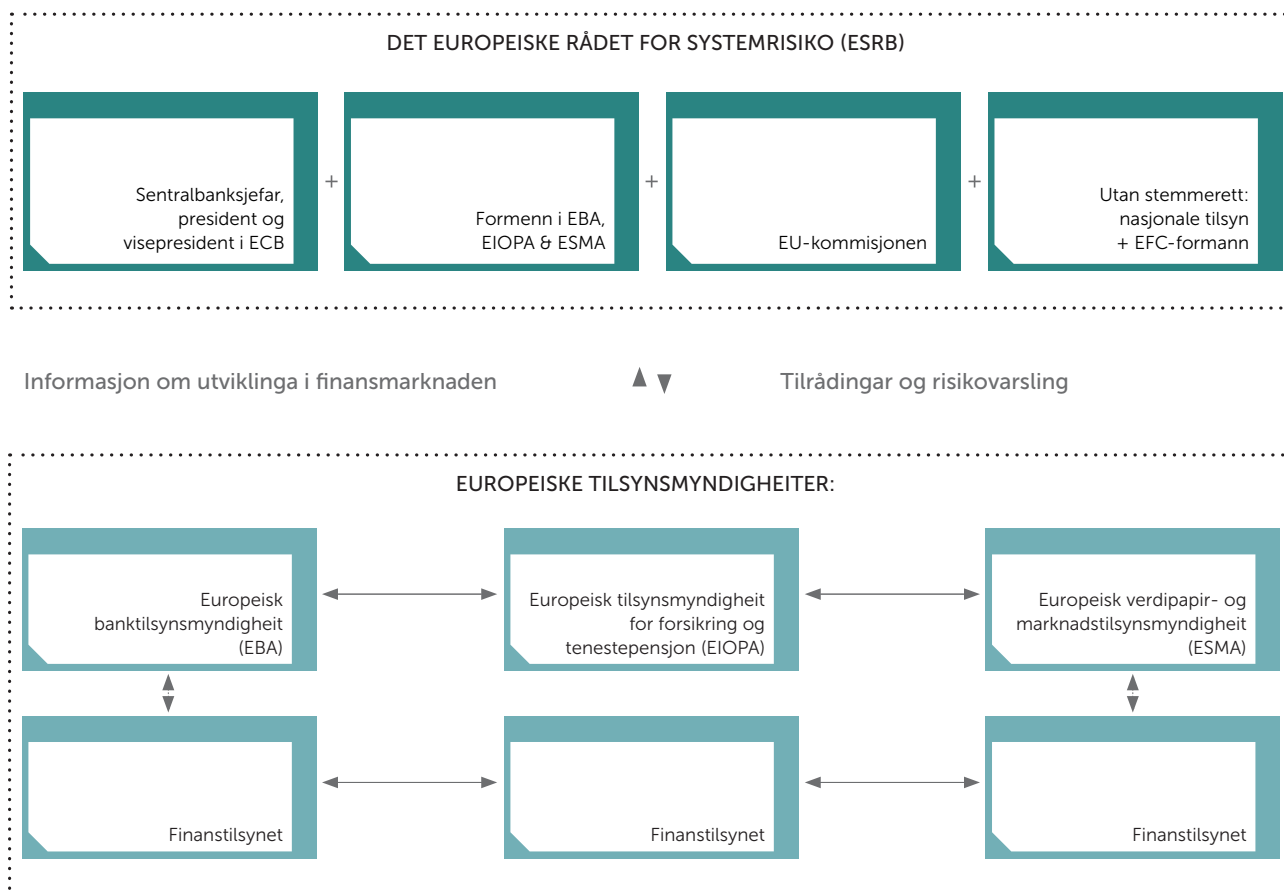 DET EUROPEISKE RÅDET FOR SYSTEMRISIKO (ESRB)
Sentralbanksjefar,
president og
visepresident i ECB
+
Formenn i EBA,
EIOPA & ESMA
+
EU-kommisjonen
+
Utan stemmerett:
nasjonale tilsyn
+ EFC-formann
Informasjon om utviklinga i finansmarknaden
Tilrådingar og risikovarsling
EUROPEISKE TILSYNSMYNDIGHEITER:
Europeisk
banktilsynsmyndigheit
(EBA)
Europeisk tilsynsmyndigheit
for forsikring og
tenestepensjon (EIOPA)
Europeisk verdipapir- og
marknadstilsynsmyndigheit
(ESMA)
Finanstilsynet
Finanstilsynet
Finanstilsynet